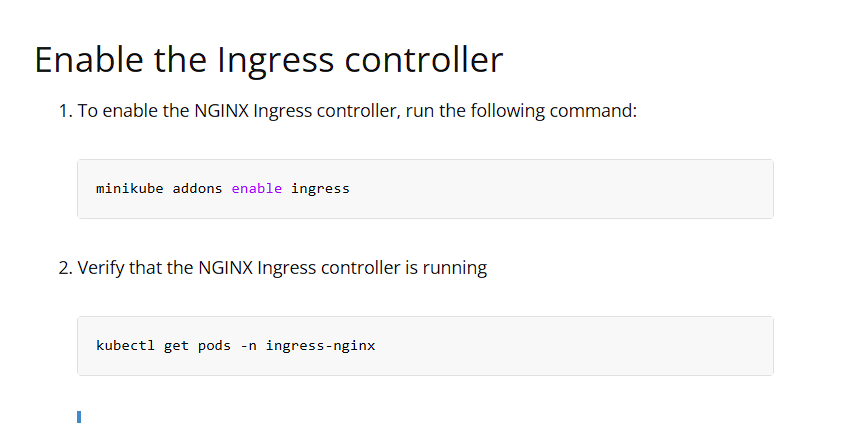 Enable the Ingress controller
1. To enable the NGINX Ingress controller, run the following command:
minikube addons enable ingress
2. Verify that the NGINX Ingress controller is running
kubectl get pods -n ingress-nginx